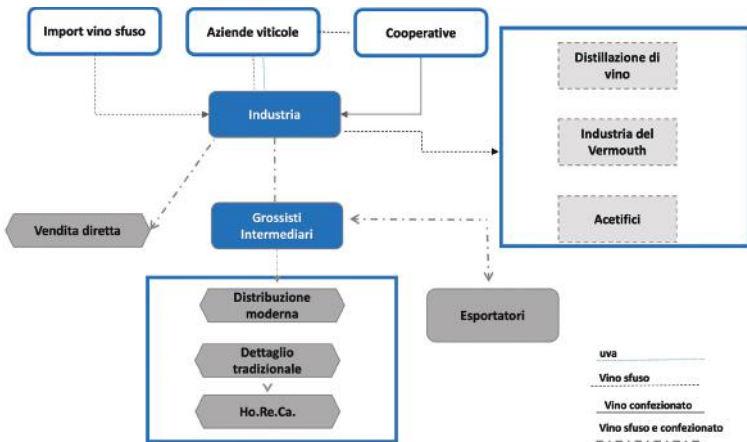 Import vino sfuso
Aziende viticole
Cooperative
Distillazione di
vino
Industria
Industria del
Vermouth
Vendita diretta
Grossisti
Intermediari
Acetifici
Distribuzione
moderna
Esportatori
Dettaglio
tradizionale
Ho.Re.Ca.
uva
Vino sfuso
Vino confezionato
Vino sfuso e confezionato